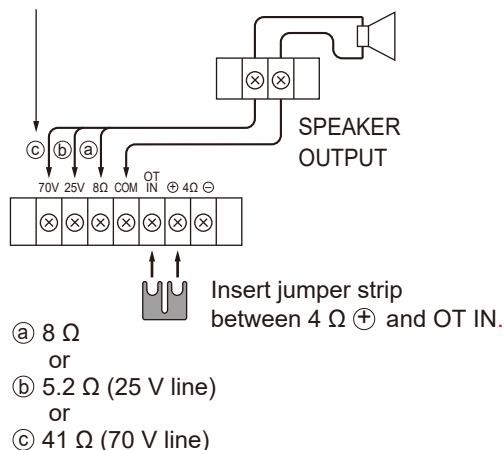 SPEAKER
OUTPUT
ⓒ ⓑ ⓐ
70V 25V 8Ω COM OT IN ⊕ 4Ω ⊖
Insert jumper strip
between 4 Ω ⊕ and OT IN.
ⓐ 8 Ω
or
ⓑ 5.2 Ω (25 V line)
or
ⓒ 41 Ω (70 V line)